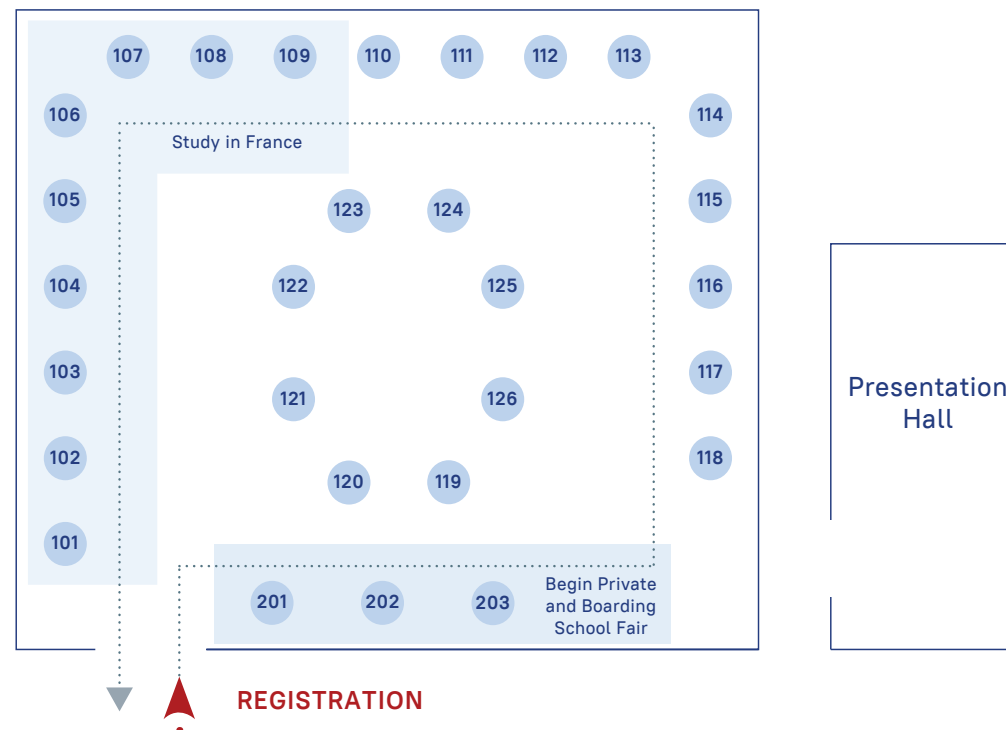 107 108 109 110 111 112 113
106 114
Study in France
105 123 124 115
104 122 125 116
103 121 126 117
Presentation
Hall
102 120 119 118
101
201 202 203
Begin Private
and Boarding
School Fair
REGISTRATION